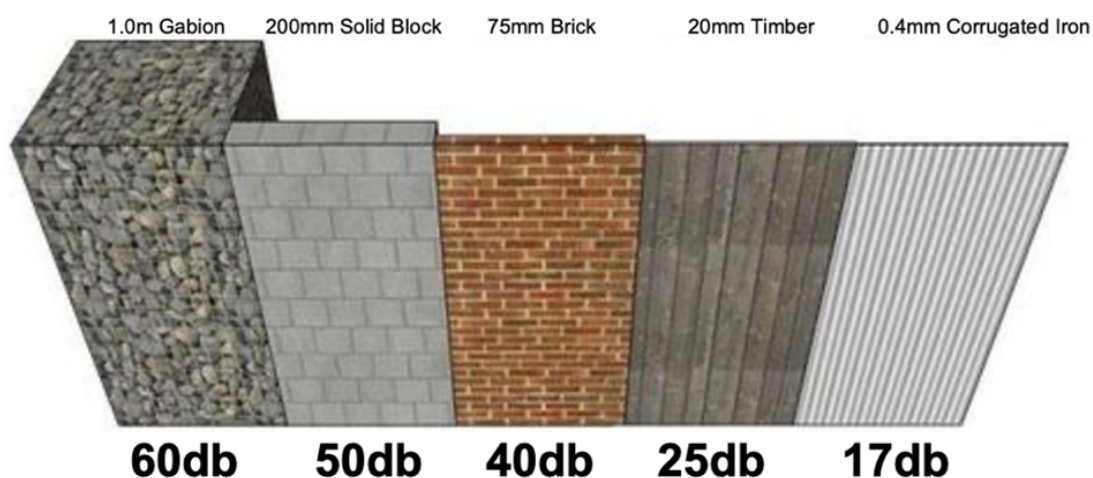 1.0m Gabion 200mm Solid Block 75mm Brick 20mm Timber 0.4mm Corrugated Iron
60db 50db 40db 25db 17db